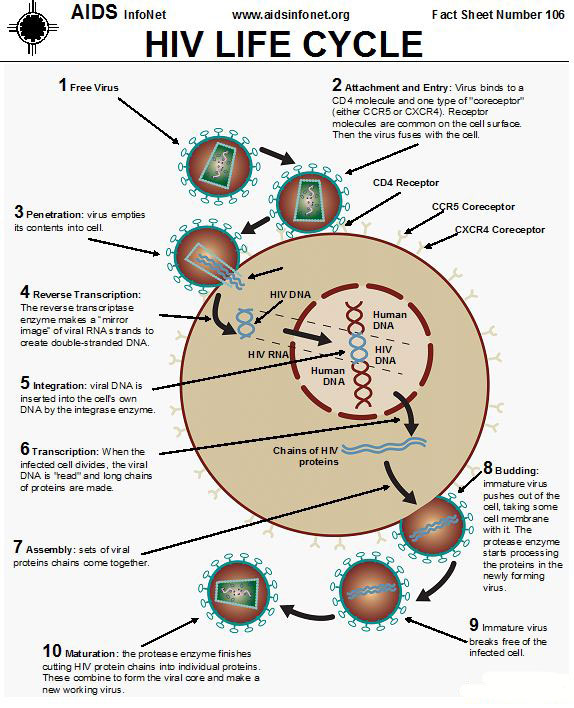 AIDS InfoNet
www.aidsinfonet.org
Fact Sheet Number 106
HIV LIFE CYCLE
1 Free Virus
2 Attachment and Entry: Virus binds to a
CD4 molecule and one type of "coreceptor"
(either CCR5 or CXCR4). Receptor
molecules are common on the cell surface.
Then the virus fuses with the cell.
CD4 Receptor
CCR5 Coreceptor
CXCR4 Coreceptor
3 Penetration: virus empties
its contents into cell.
4 Reverse Transcription:
The reverse transcriptase
enzyme makes a "mirror
image" of viral RNA strands to
create double-stranded DNA.
HIV DNA
HIV RNA
Human
DNA
HIV
DNA
Human
DNA
5 Integration: viral DNA is
inserted into the cell's own
DNA by the integrase enzyme.
6 Transcription: When the
infected cell divides, the viral
DNA is "read" and long chains
of proteins are made.
Chains of HIV
proteins
7 Assembly: sets of viral
proteins chains come together.
8 Budding:
immature virus
pushes out of the
cell, taking some
cell membrane
with it. The
protease enzyme
starts processing
the proteins in the
newly forming
virus.
9 Immature virus
breaks free of the
infected cell.
10 Maturation: the protease enzyme finishes
cutting HIV protein chains into individual proteins.
These combine to form the viral core and make a
new working virus.